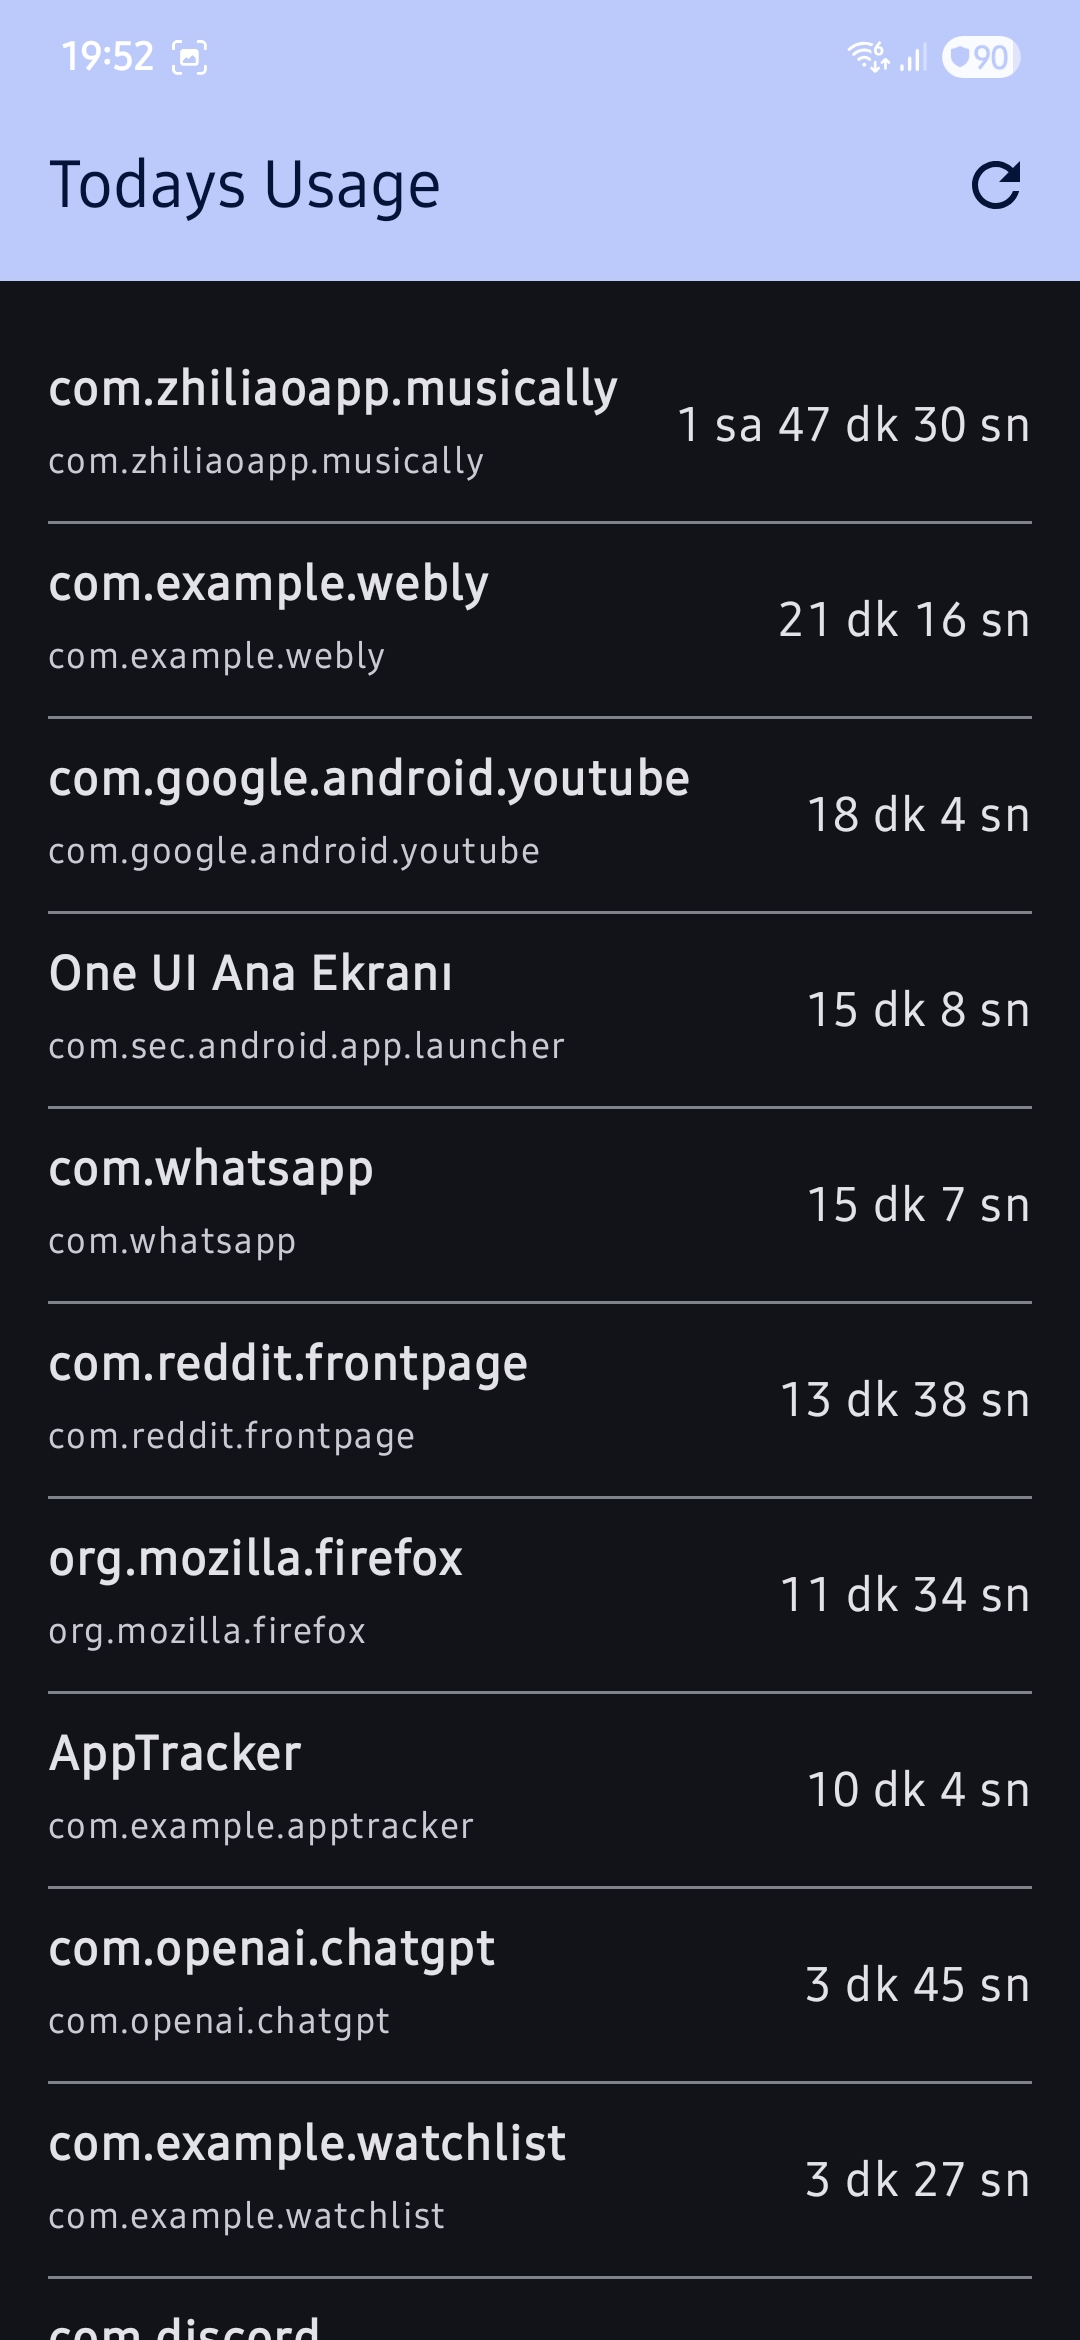 19:52
6
90
Todays Usage
com.zhiliaoapp.musically
1 sa 47 dk 30 sn
com.zhiliaoapp.musically
com.example.webly
21 dk 16 sn
com.example.webly
com.google.android.youtube
18 dk 4 sn
com.google.android.youtube
One UI Ana Ekranı
15 dk 8 sn
com.sec.android.app.launcher
com.whatsapp
15 dk 7 sn
com.whatsapp
com.reddit.frontpage
13 dk 38 sn
com.reddit.frontpage
org.mozilla.firefox
11 dk 34 sn
org.mozilla.firefox
AppTracker
10 dk 4 sn
com.example.apptracker
com.openai.chatgpt
3 dk 45 sn
com.openai.chatgpt
com.example.watchlist
3 dk 27 sn
com.example.watchlist
com.discord